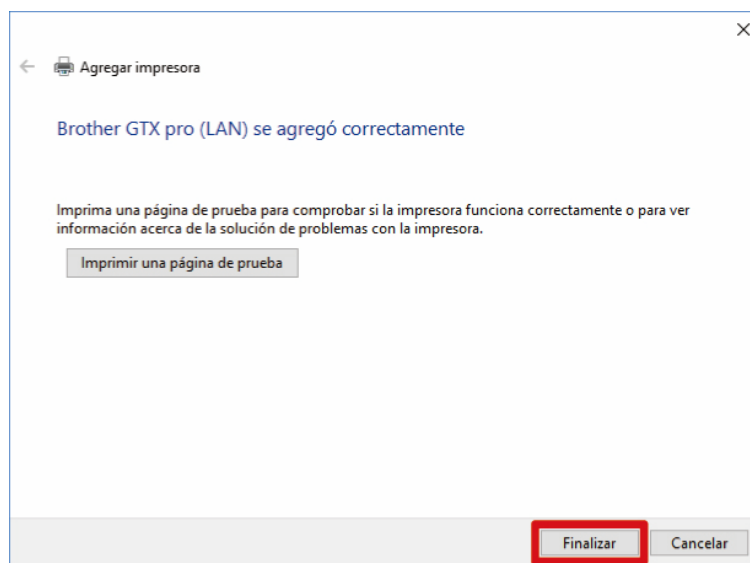 Agregar impresora
Brother GTX pro (LAN) se agregó correctamente
Imprima una página de prueba para comprobar si la impresora funciona correctamente o para ver
información acerca de la solución de problemas con la impresora.
Imprimir una página de prueba
Finalizar
Cancelar